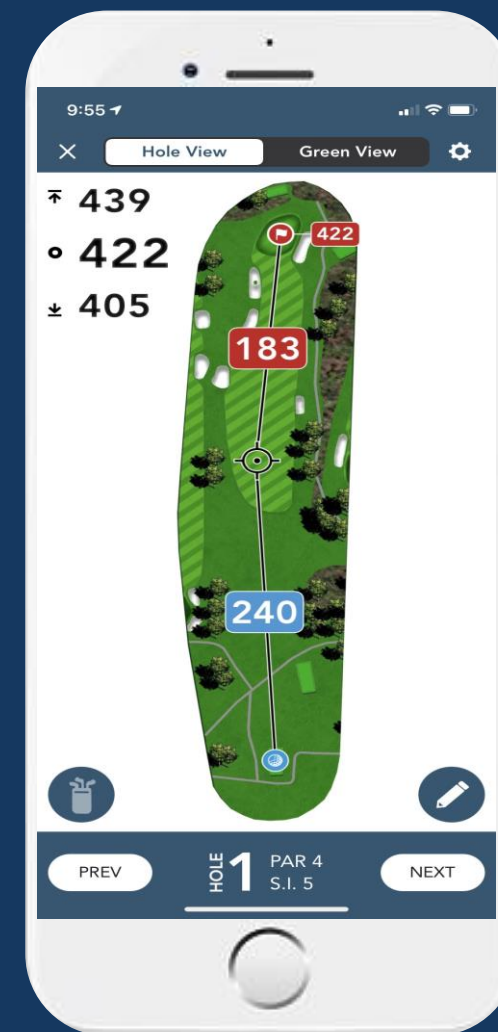 9:55
Hole View Green View
439
422
422
405
183
240
PREV
HOLE 1
PAR 4
S.I. 5
NEXT